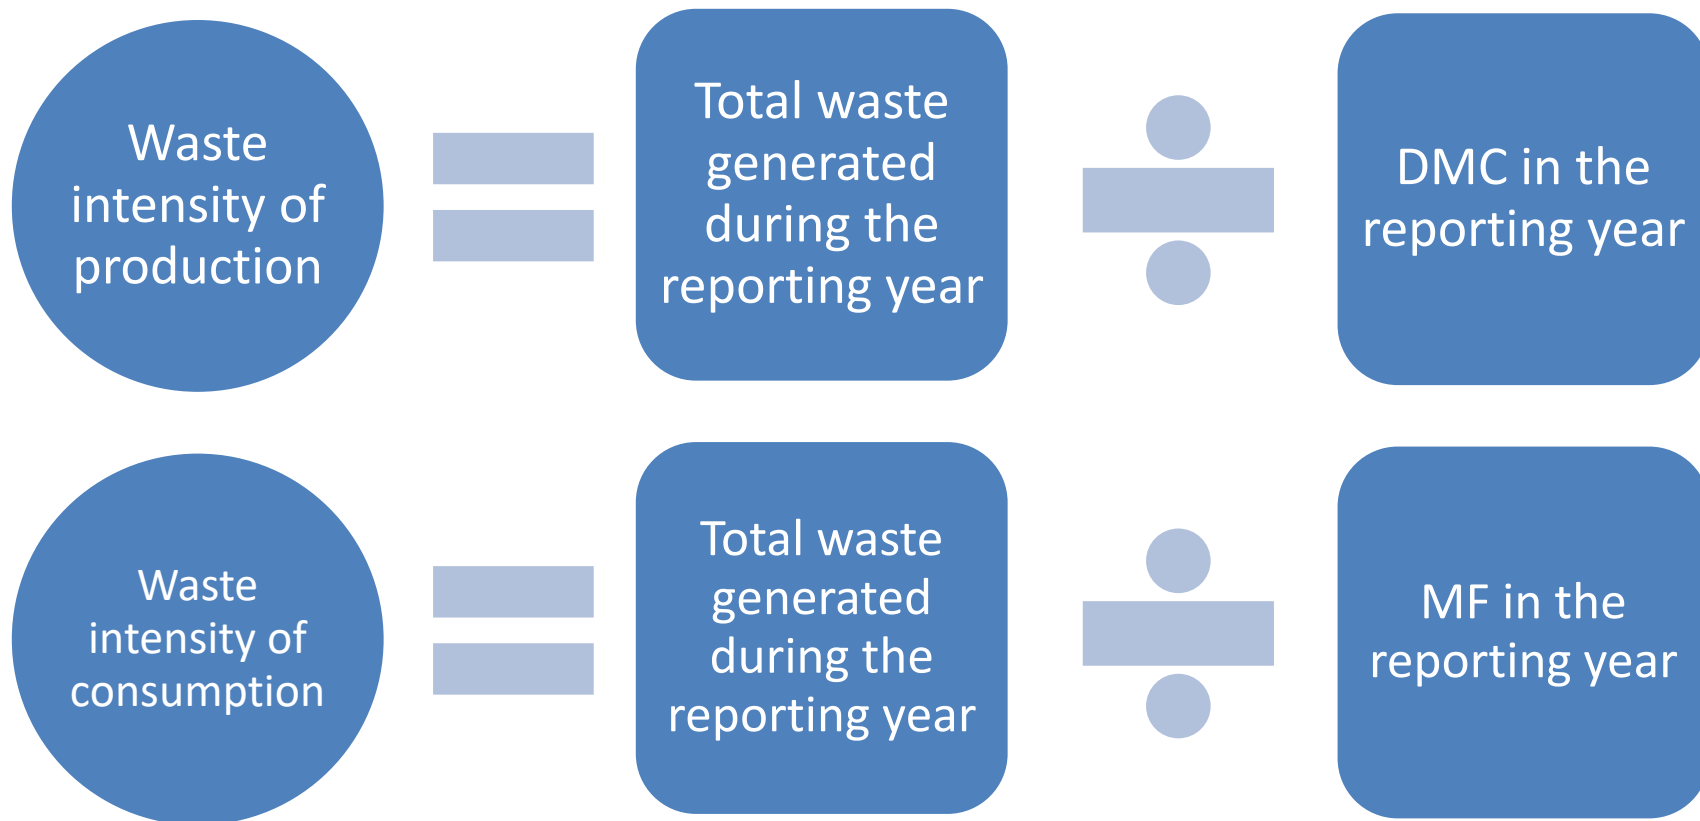 Waste
intensity of
production
Total waste
generated
during the
reporting year
DMC in the
reporting year
Waste
intensity of
consumption
Total waste
generated
during the
reporting year
MF in the
reporting year